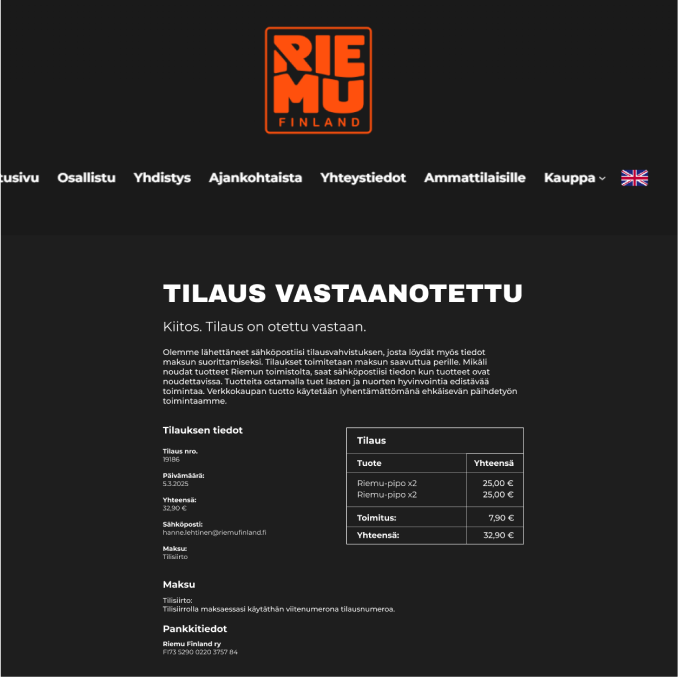 RIE
MU
FINLAND
tusivu Osallistu Yhdistys Ajankohtaista Yhteystiedot Ammattilaisille Kauppa
TILAUS VASTAANOTETTU
Kiitos. Tilaus on otettu vastaan.
Olemme lähettäneet sähköpostiisi tilausvahvistuksen, josta löydät myös tiedot
maksun suorittamiseksi. Tilaukset toimitetaan maksun saavuttua perille. Mikäli
noudat tuotteet Riemun toimistolta, saat sähköpostiisi tiedon kun tuotteet ovat
noudettavissa. Tuotteita ostamalla tuet lasten ja nuorten hyvinvointia edistävää
toimintaa. Verkkokaupan tuotto käytetään lyhentämättömänä ehkäisevän päihdetyön
toimintaamme.
Tilauksen tiedot
Tilaus nro.
19186
Päivämäärä:
5.3.2025
Yhteensä:
32,90 €
Sähköposti:
hanne.lehtinen@riemufinland.fi
Maksu:
Tilisiirto
Tilaus
Tuote Yhteensä
Riemu-pipo x2 25,00 €
Riemu-pipo x2 25,00 €
Toimitus: 7,90 €
Yhteensä: 32,90 €
Maksu
Tilisiirto:
Tilisiirrolla maksaessasi käytäthän viitenumerona tilausnumeroa.
Pankkitiedot
Riemu Finland ry
FI73 5290 0220 3757 84